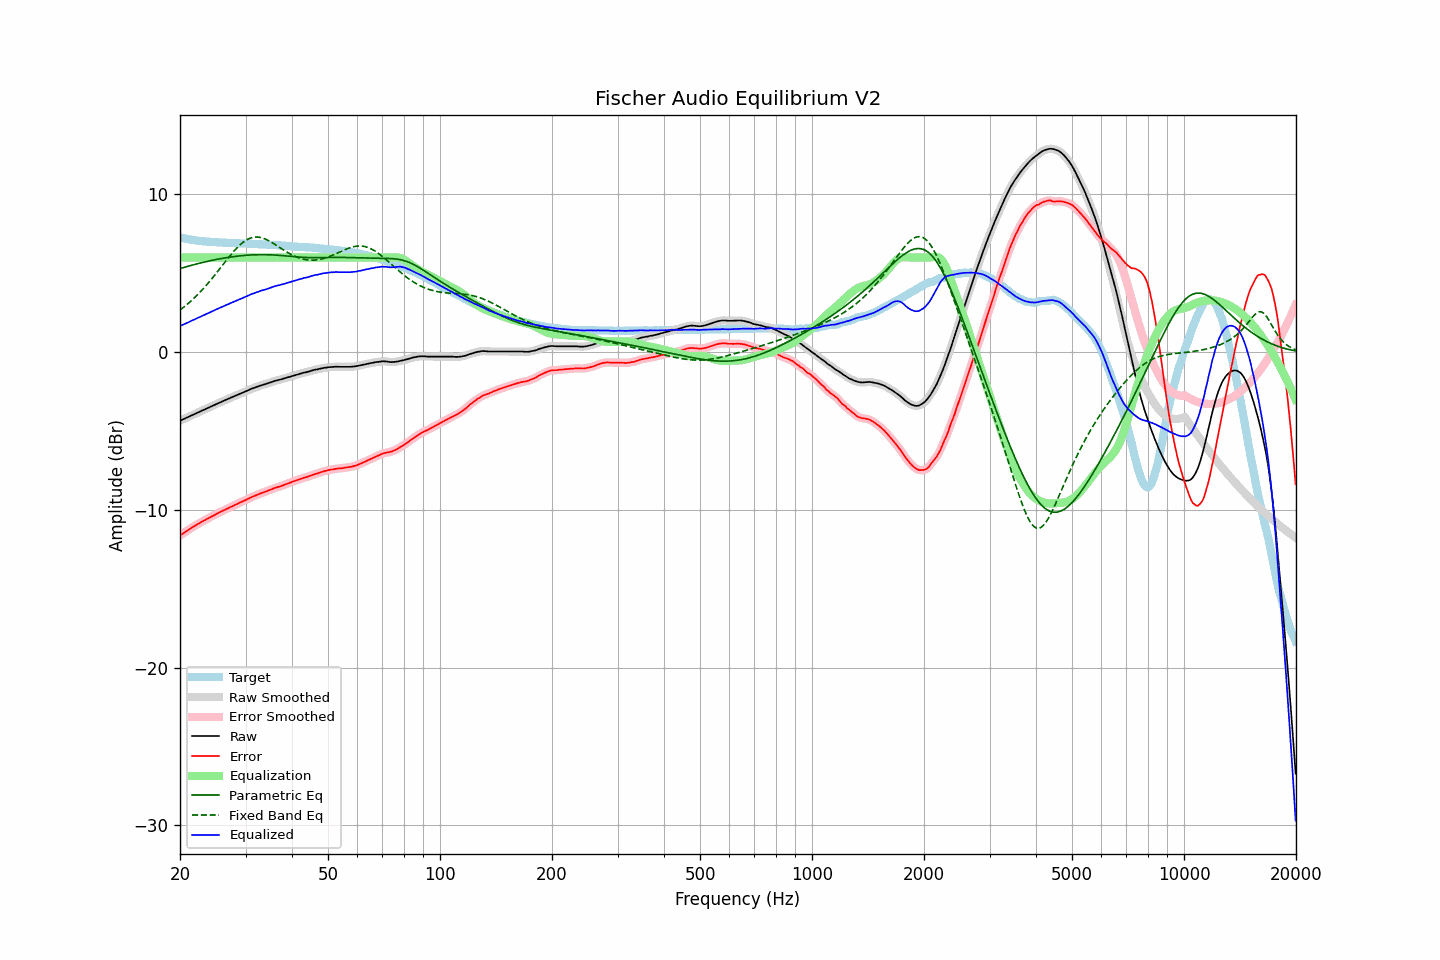 Fischer Audio Equilibrium V2
Amplitude (dBr)
10
0
−10
−20
−30
Target
Raw Smoothed
Error Smoothed
Raw
Error
Equalization
Parametric Eq
Fixed Band Eq
Equalized
20 50 100 200 500 1000 2000 5000 10000 20000
Frequency (Hz)